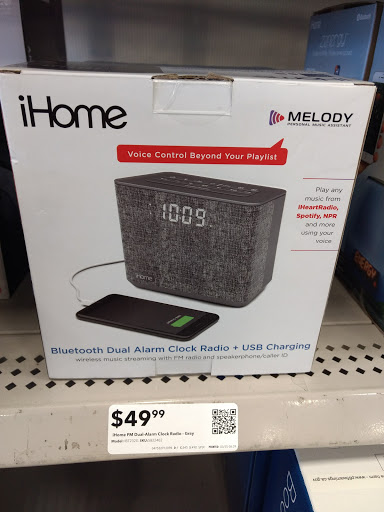 iHome
MELODY
PERSONAL MUSIC ASSISTANT
Voice Control Beyond Your Playlist
Play any
music from
iHeartRadio,
Spotify, NPR
and more
using your
voice.
10:09
iHome
Bluetooth Dual Alarm Clock Radio + USB Charging
wireless music streaming with FM radio and speakerphone/caller ID
$49.99
iHome FM Dual-Alarm Clock Radio - Gray